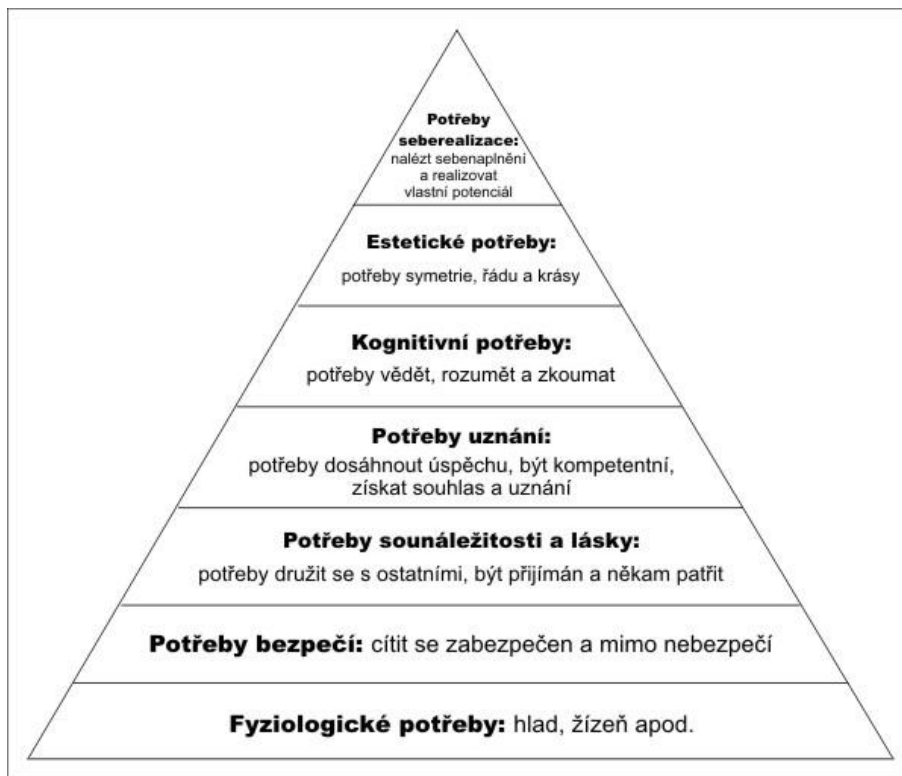 Potřeby
seberealizace:
nalézt sebenaplnění
a realizovat
vlastní potenciál
Estetické potřeby:
potřeby symetrie, řádu a krásy
Kognitivní potřeby:
potřeby vědět, rozumět a zkoumat
Potřeby uznání:
potřeby dosáhnout úspěchu, být kompetentní,
získat souhlas a uznání
Potřeby sounáležitosti a lásky:
potřeby družit se s ostatními, být přijímán a někam patřit
Potřeby bezpečí: cítit se zabezpečen a mimo nebezpečí
Fyziologické potřeby: hlad, žízeň apod.